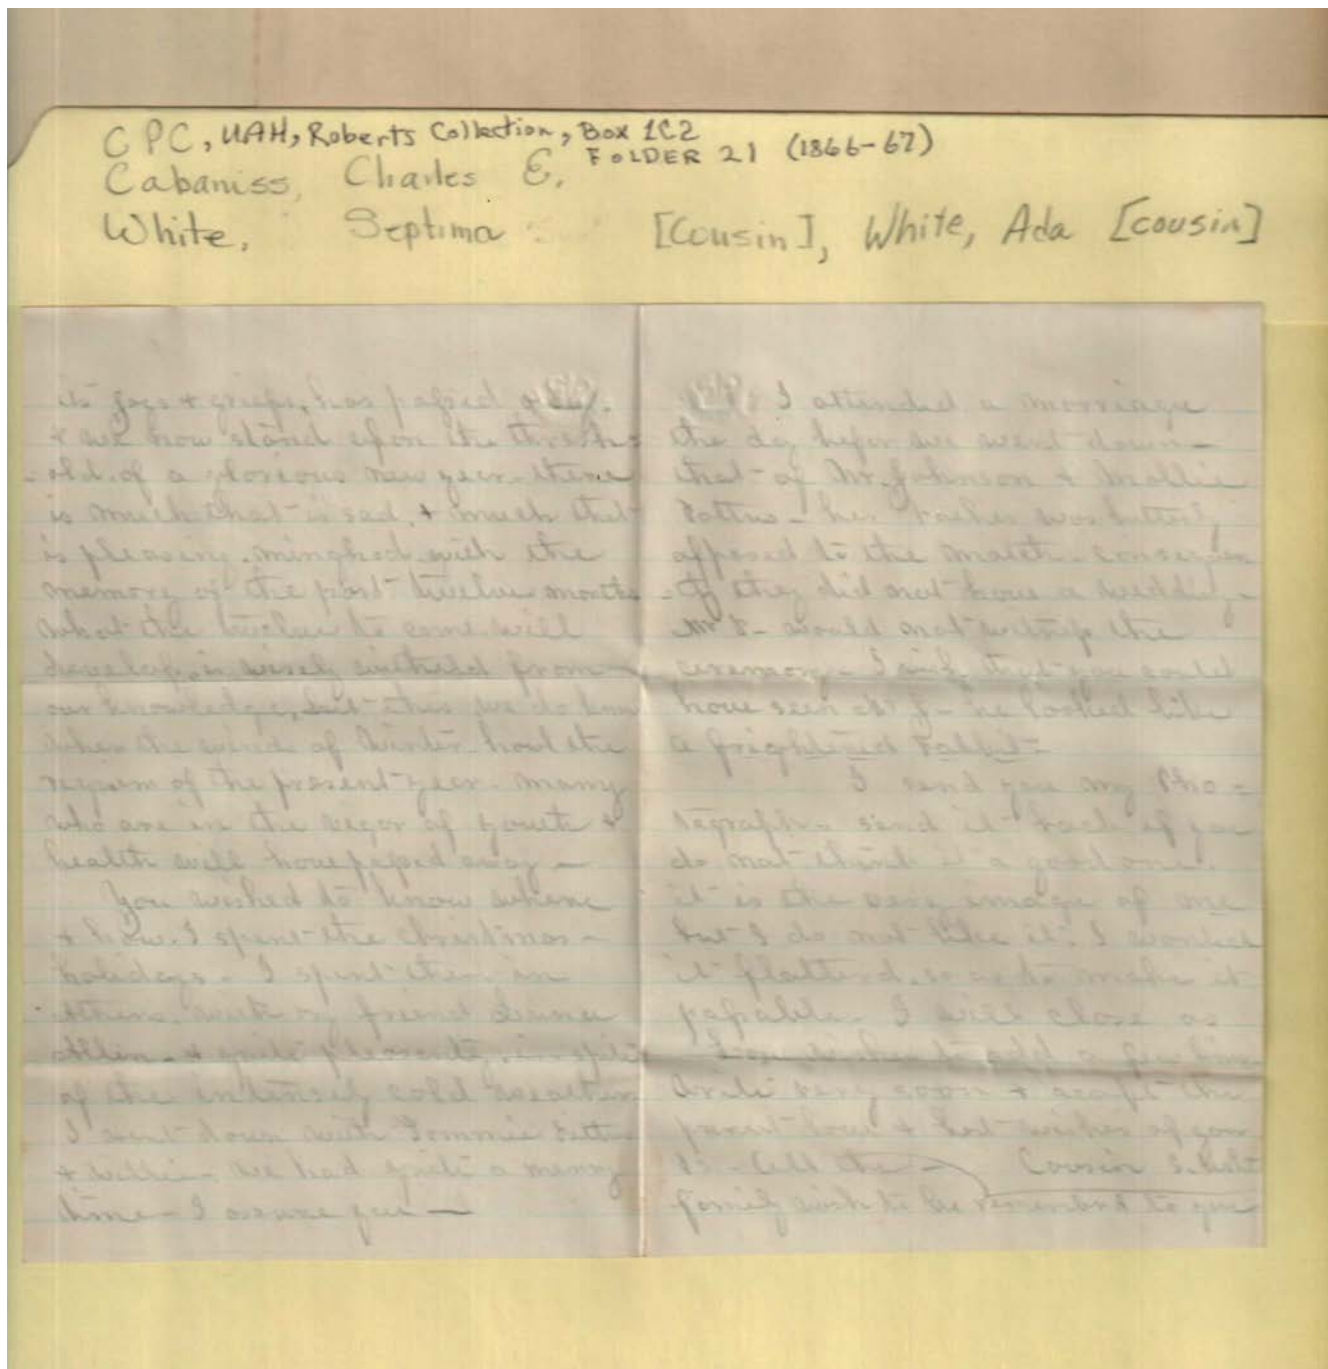 CPC, UAH, Roberts Collection, Box 1C2
FOLDER 21 (1866-67)
Cabaniss, Charles E.
White, Septima [Cousin], White, Ada [cousin]
its joys + griefs, has passed away.
+ we now stand upon the thresh=
-old. of a glorious new year. there
is much that is sad, + much that
is pleasing. mingled with the
memory of the past twelve months
what the twelve to come will
develop, is wisely witheld from
our knowledge, but this we do know
when the winds of Winter howl the
requiem of the present year. many
who are in the vigor of youth +
health will have passed away —
You wished to know where
+ how. I spent the Christmas -
holidays - I spent them in
Athens. with my friend
+ quite pleasantly, in spite
of the intensely cold weather
I went down with Tommie
+ Willie - we had quite a merry
time - I assure you —
I attended a marriage
the day befor we went down -
that - of Mr. Johnson + Mollie
her Father was bitterly
opposed to the match -
they did not have a wedding -
would not witness the
ceremony - I wish that you could
have seen Mr J - he looked like
a frightened rabbit =
I send you my Pho =
tograph - send it back if you
do not think it a good one.
it is the very image of me
but I do not like it. I wanted
it flatterd. so as to make it
passable - I will close as
wishes to add a few lines
Write very soon + accept the
love + best wishes of your
Cousin
All the
family wish to be rememberd to you